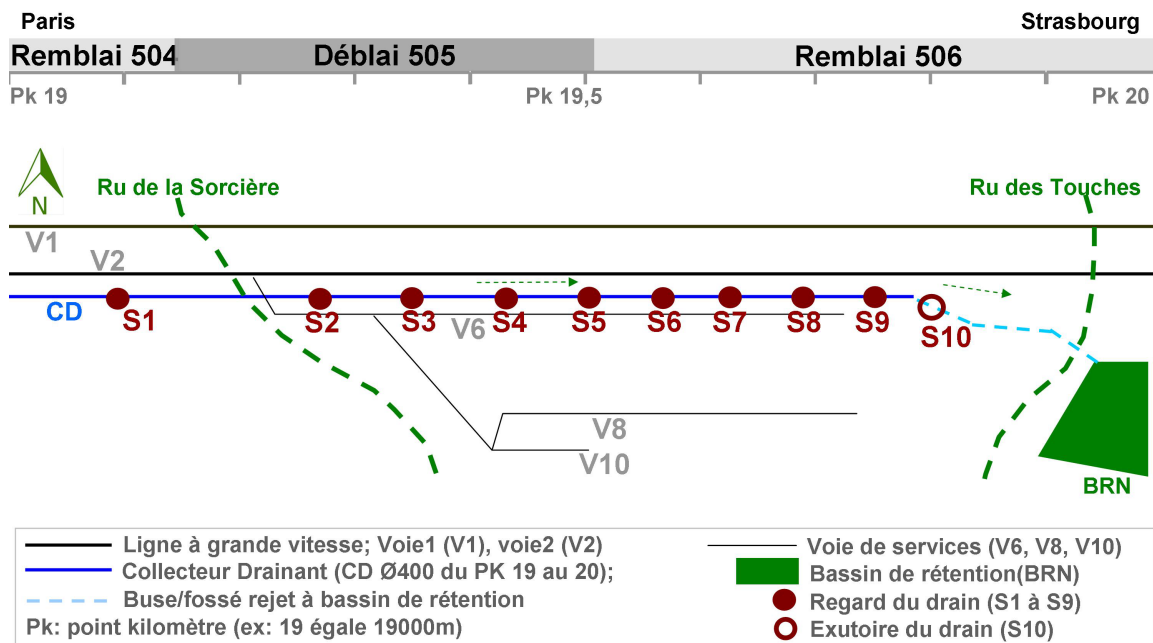 Paris
Strasbourg
Remblai 504
Déblai 505
Remblai 506
Pk 19
Pk 19,5
Pk 20
N
Ru de la Sorcière
Ru des Touches
V1
V2
CD
S1
S2
S3
S4
S5
S6
S7
S8
S9
S10
V6
V8
V10
BRN
Ligne à grande vitesse; Voie1 (V1), voie2 (V2)
Collecteur Drainant (CD Ø400 du PK 19 au 20);
Buse/fossé rejet à bassin de rétention
Pk: point kilomètre (ex: 19 égale 19000m)
Voie de services (V6, V8, V10)
Bassin de rétention(BRN)
Regard du drain (S1 à S9)
Exutoire du drain (S10)